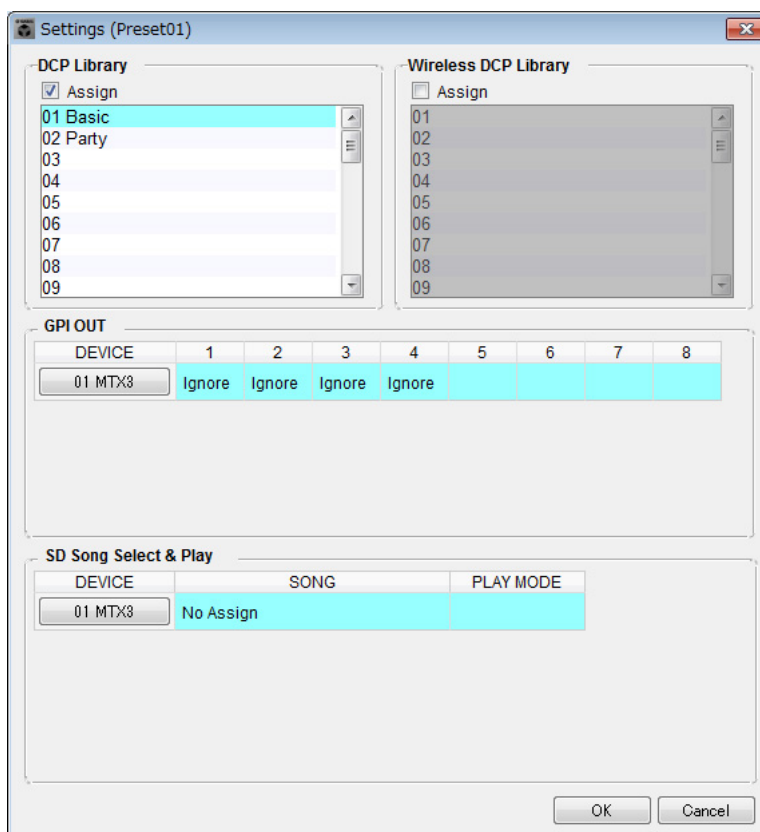 Settings (Preset01)
DCP Library
Assign
01 Basic
02 Party
03
04
05
06
07
08
09
Wireless DCP Library
Assign
01
02
03
04
05
06
07
08
09
GPI OUT
DEVICE 1 2 3 4 5 6 7 8
01 MTX3 Ignore Ignore Ignore Ignore
SD Song Select & Play
DEVICE SONG PLAY MODE
01 MTX3 No Assign
OK Cancel